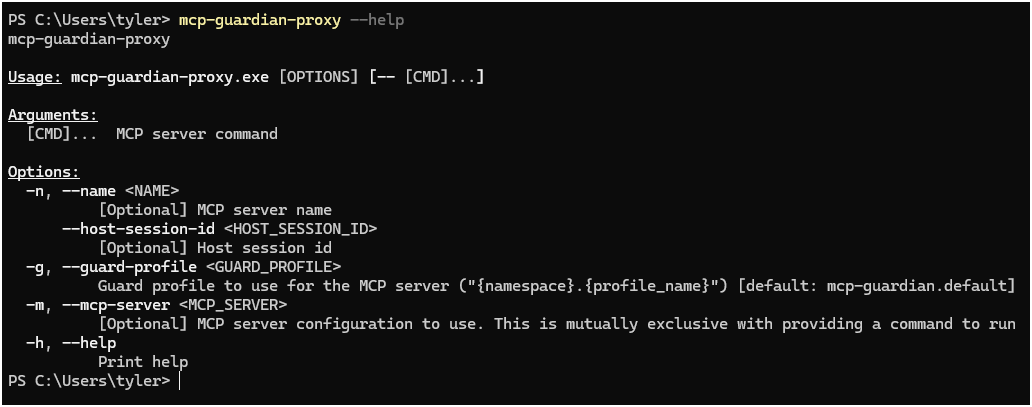 PS C:\Users\tyler> mcp-guardian-proxy --help
mcp-guardian-proxy

Usage: mcp-guardian-proxy.exe [OPTIONS] [-- [CMD]...]

Arguments:
  [CMD]...  MCP server command

Options:
  -n, --name <NAME>
          [Optional] MCP server name
      --host-session-id <HOST_SESSION_ID>
          [Optional] Host session id
  -g, --guard-profile <GUARD_PROFILE>
          Guard profile to use for the MCP server ("{namespace}.{profile_name}") [default: mcp-guardian.default]
  -m, --mcp-server <MCP_SERVER>
          [Optional] MCP server configuration to use. This is mutually exclusive with providing a command to run
  -h, --help
          Print help
PS C:\Users\tyler>